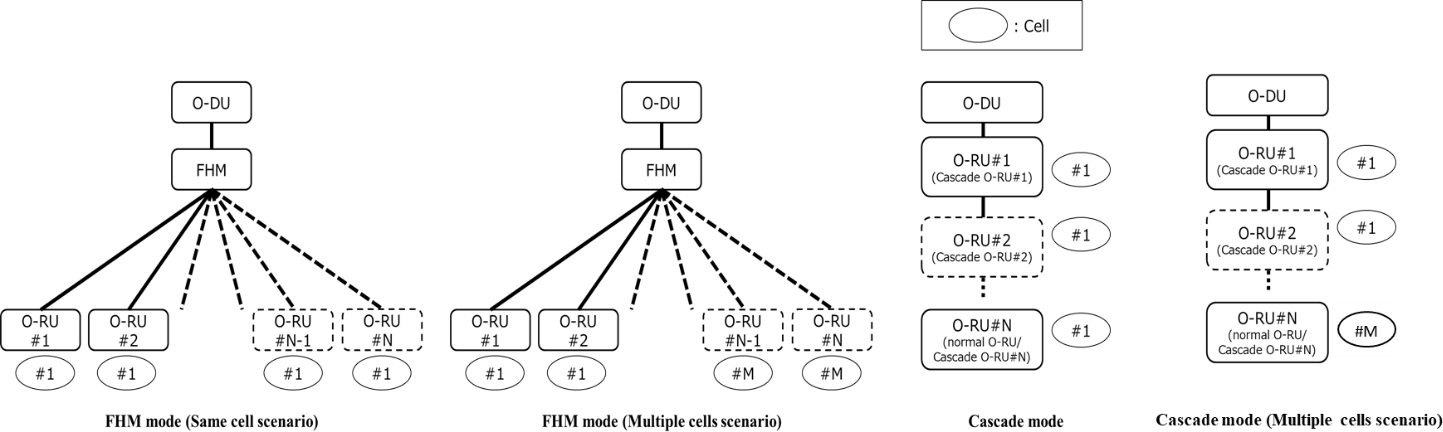 : Cell
O-DU
FHM
O-RU
#1
O-RU
#2
O-RU
#N-1
O-RU
#N
#1
#1
#1
#1
FHM mode (Same cell scenario)
O-DU
FHM
O-RU
#1
O-RU
#2
O-RU
#N-1
O-RU
#N
#1
#1
#M
#M
FHM mode (Multiple cells scenario)
O-DU
O-RU#1
(Cascade O-RU#1)
#1
O-RU#2
(Cascade O-RU#2)
#1
O-RU#N
(normal O-RU/
Cascade O-RU#N)
#1
Cascade mode
O-DU
O-RU#1
(Cascade O-RU#1)
#1
O-RU#2
(Cascade O-RU#2)
#1
O-RU#N
(normal O-RU/
Cascade O-RU#N)
#M
Cascade mode (Multiple cells scenario)